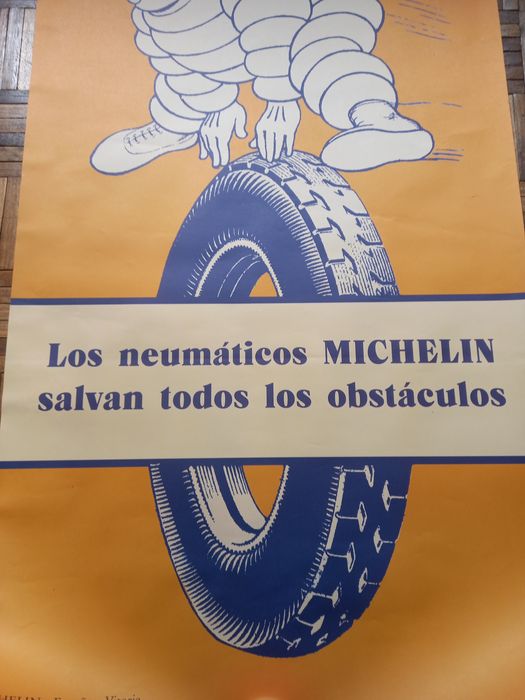 Los neumáticos MICHELIN
salvan todos los obstáculos